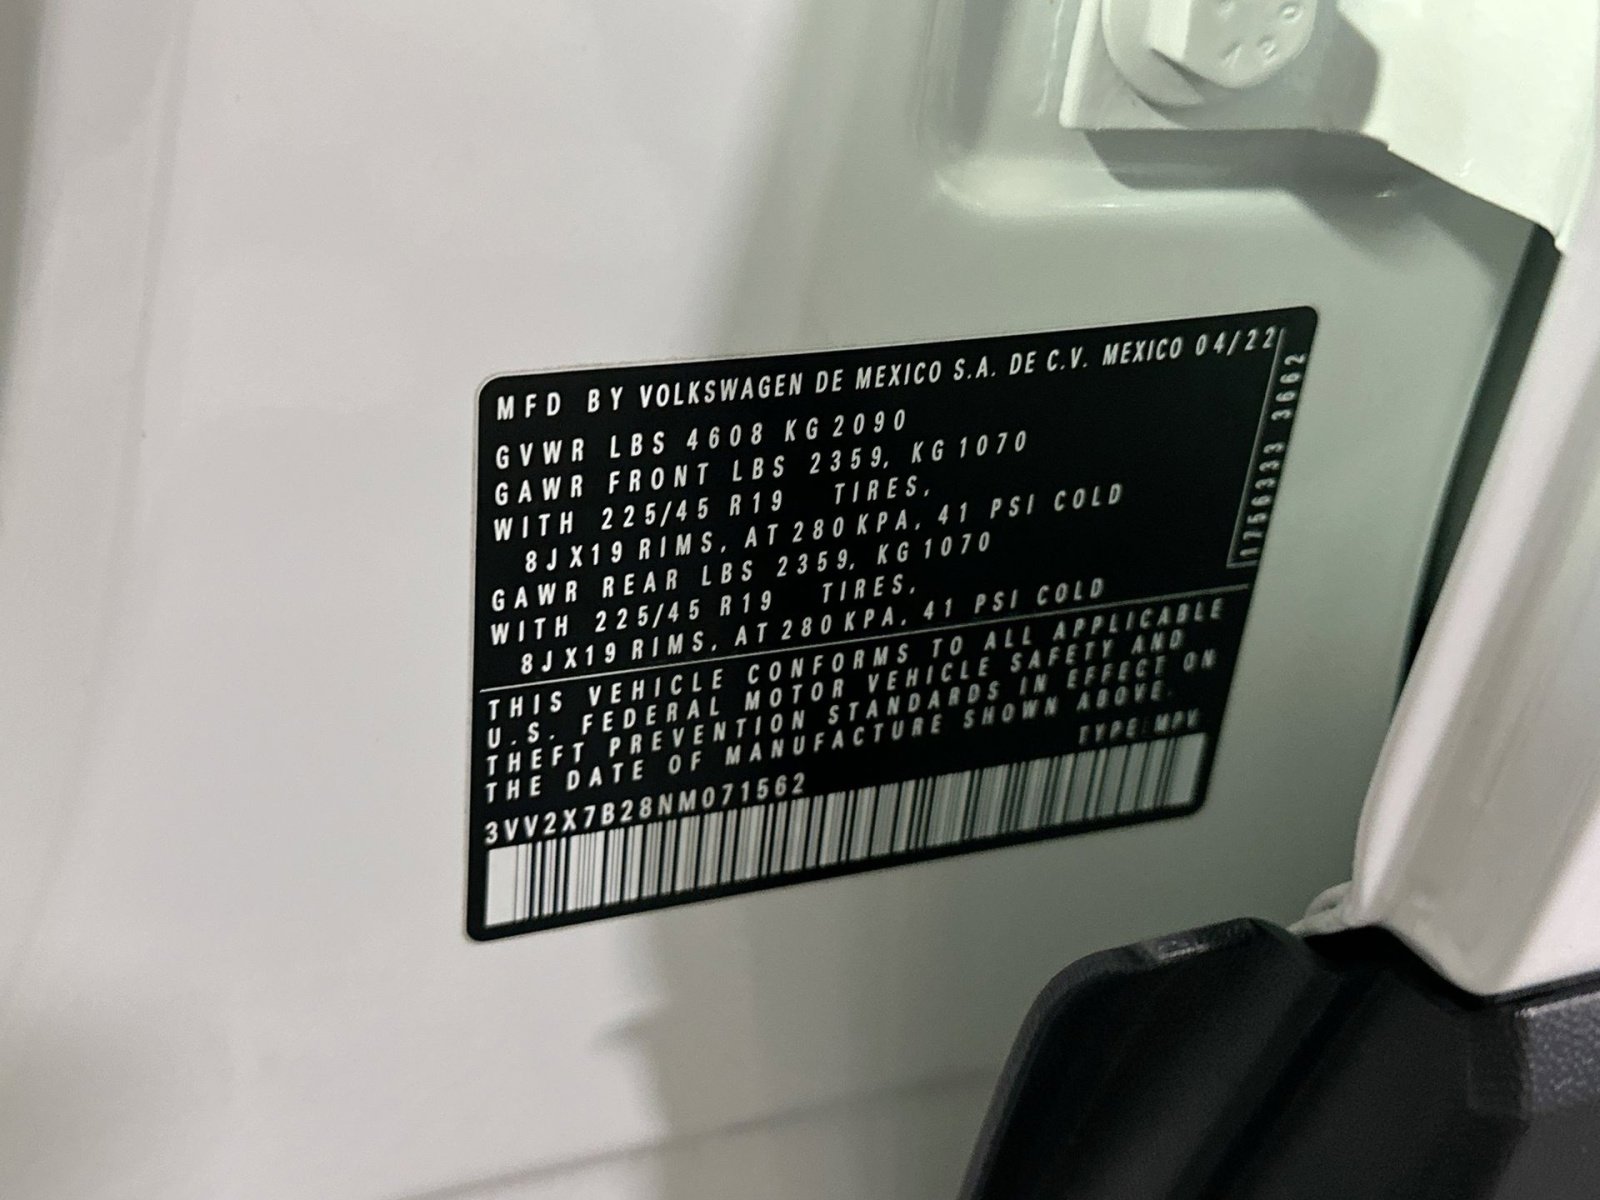 MFD BY VOLKSWAGEN DE MEXICO S.A. DE C.V. MEXICO 04/22
GVWR LBS 4608 KG 2090
GAWR FRONT LBS 2359, KG 1070
WITH 225/45 R19 TIRES,
8JX19 RIMS, AT 280 KPA, 41 PSI COLD
GAWR REAR LBS 2359, KG 1070
WITH 225/45 R19 TIRES,
8JX19 RIMS, AT 280 KPA, 41 PSI COLD
THIS VEHICLE CONFORMS TO ALL APPLICABLE
U.S. FEDERAL MOTOR VEHICLE SAFETY AND
THEFT PREVENTION STANDARDS IN EFFECT ON
THE DATE OF MANUFACTURE SHOWN ABOVE.
TYPE: MPV
3VV2X7B28NM071562
3662